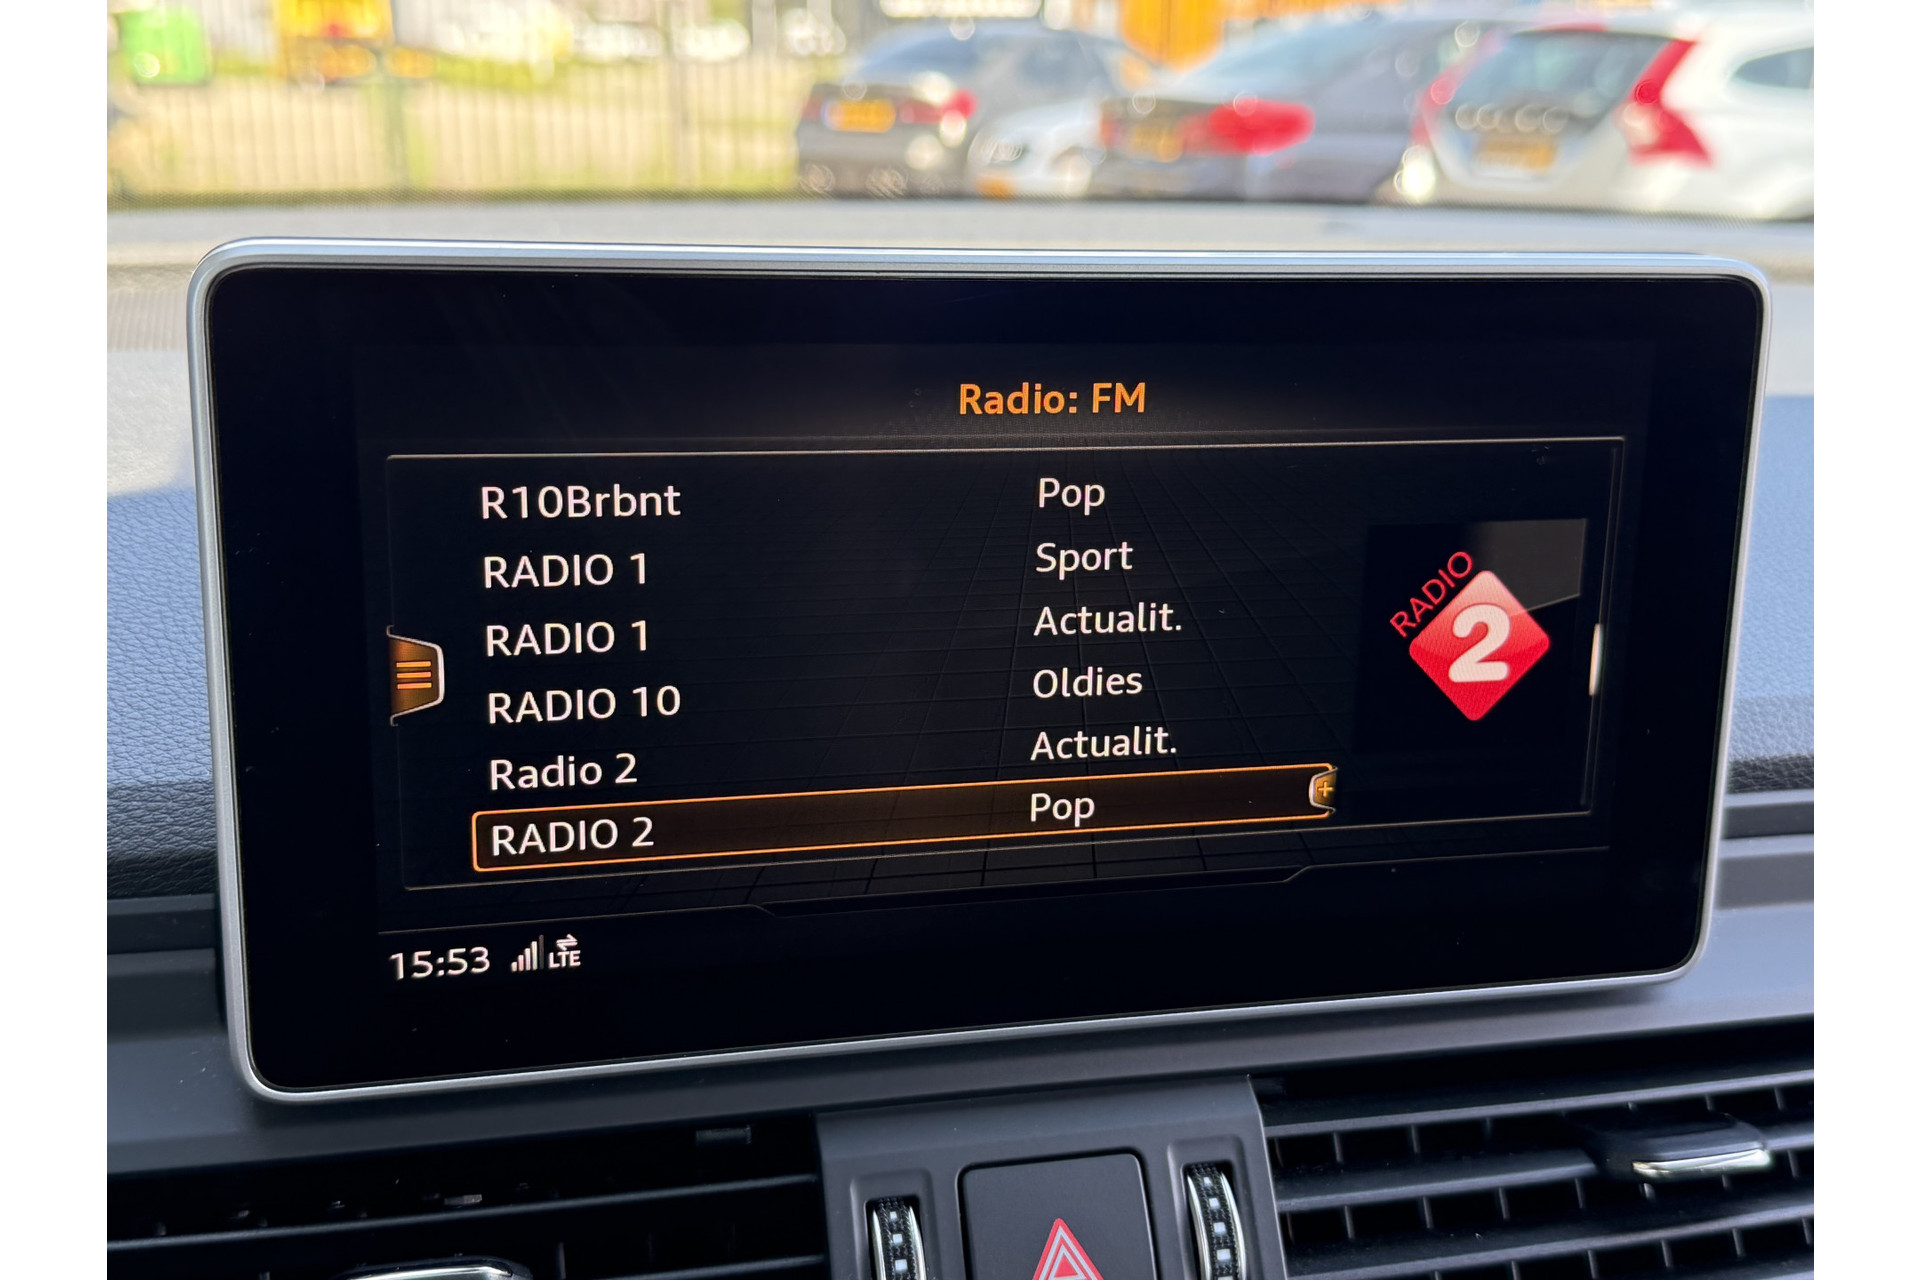 Radio: FM
R10Brbnt Pop
RADIO 1 Sport
RADIO 1 Actualit.
RADIO 10 Oldies
Radio 2 Actualit.
RADIO 2 Pop
RADIO
2
15:53 LTE